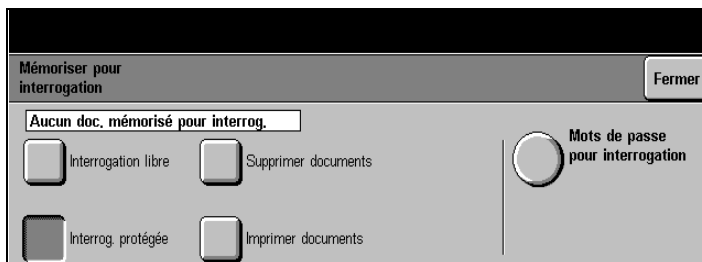 Mémoriser pour
interrogation
Fermer
Aucun doc, mémorisé pour interrog.
Interrogation libre
Supprimer documents
Mots de passe
pour interrogation
Interrog. protégée
Imprimer documents